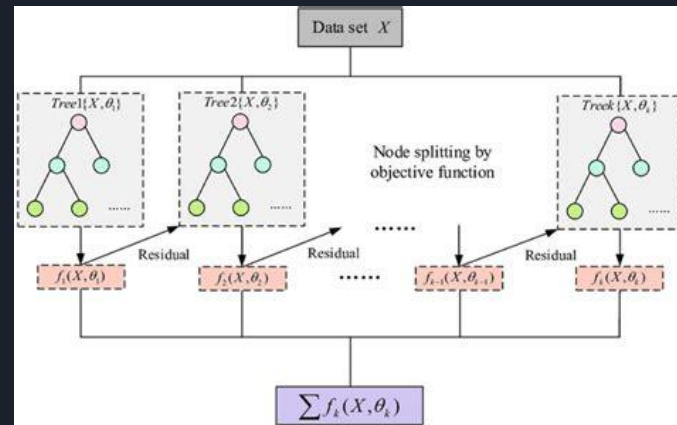 Data set X
Tree1{X,θ₁}
Tree2{X,θ₂}
Treek{X,θₖ}
Node splitting by
objective function
......
......
......
......
Residual
Residual
Residual
f₁(X,θ₁)
f₂(X,θ₂)
......
fₖ₋₁(X,θₖ₋₁)
fₖ(X,θₖ)
∑ fₖ(X,θₖ)